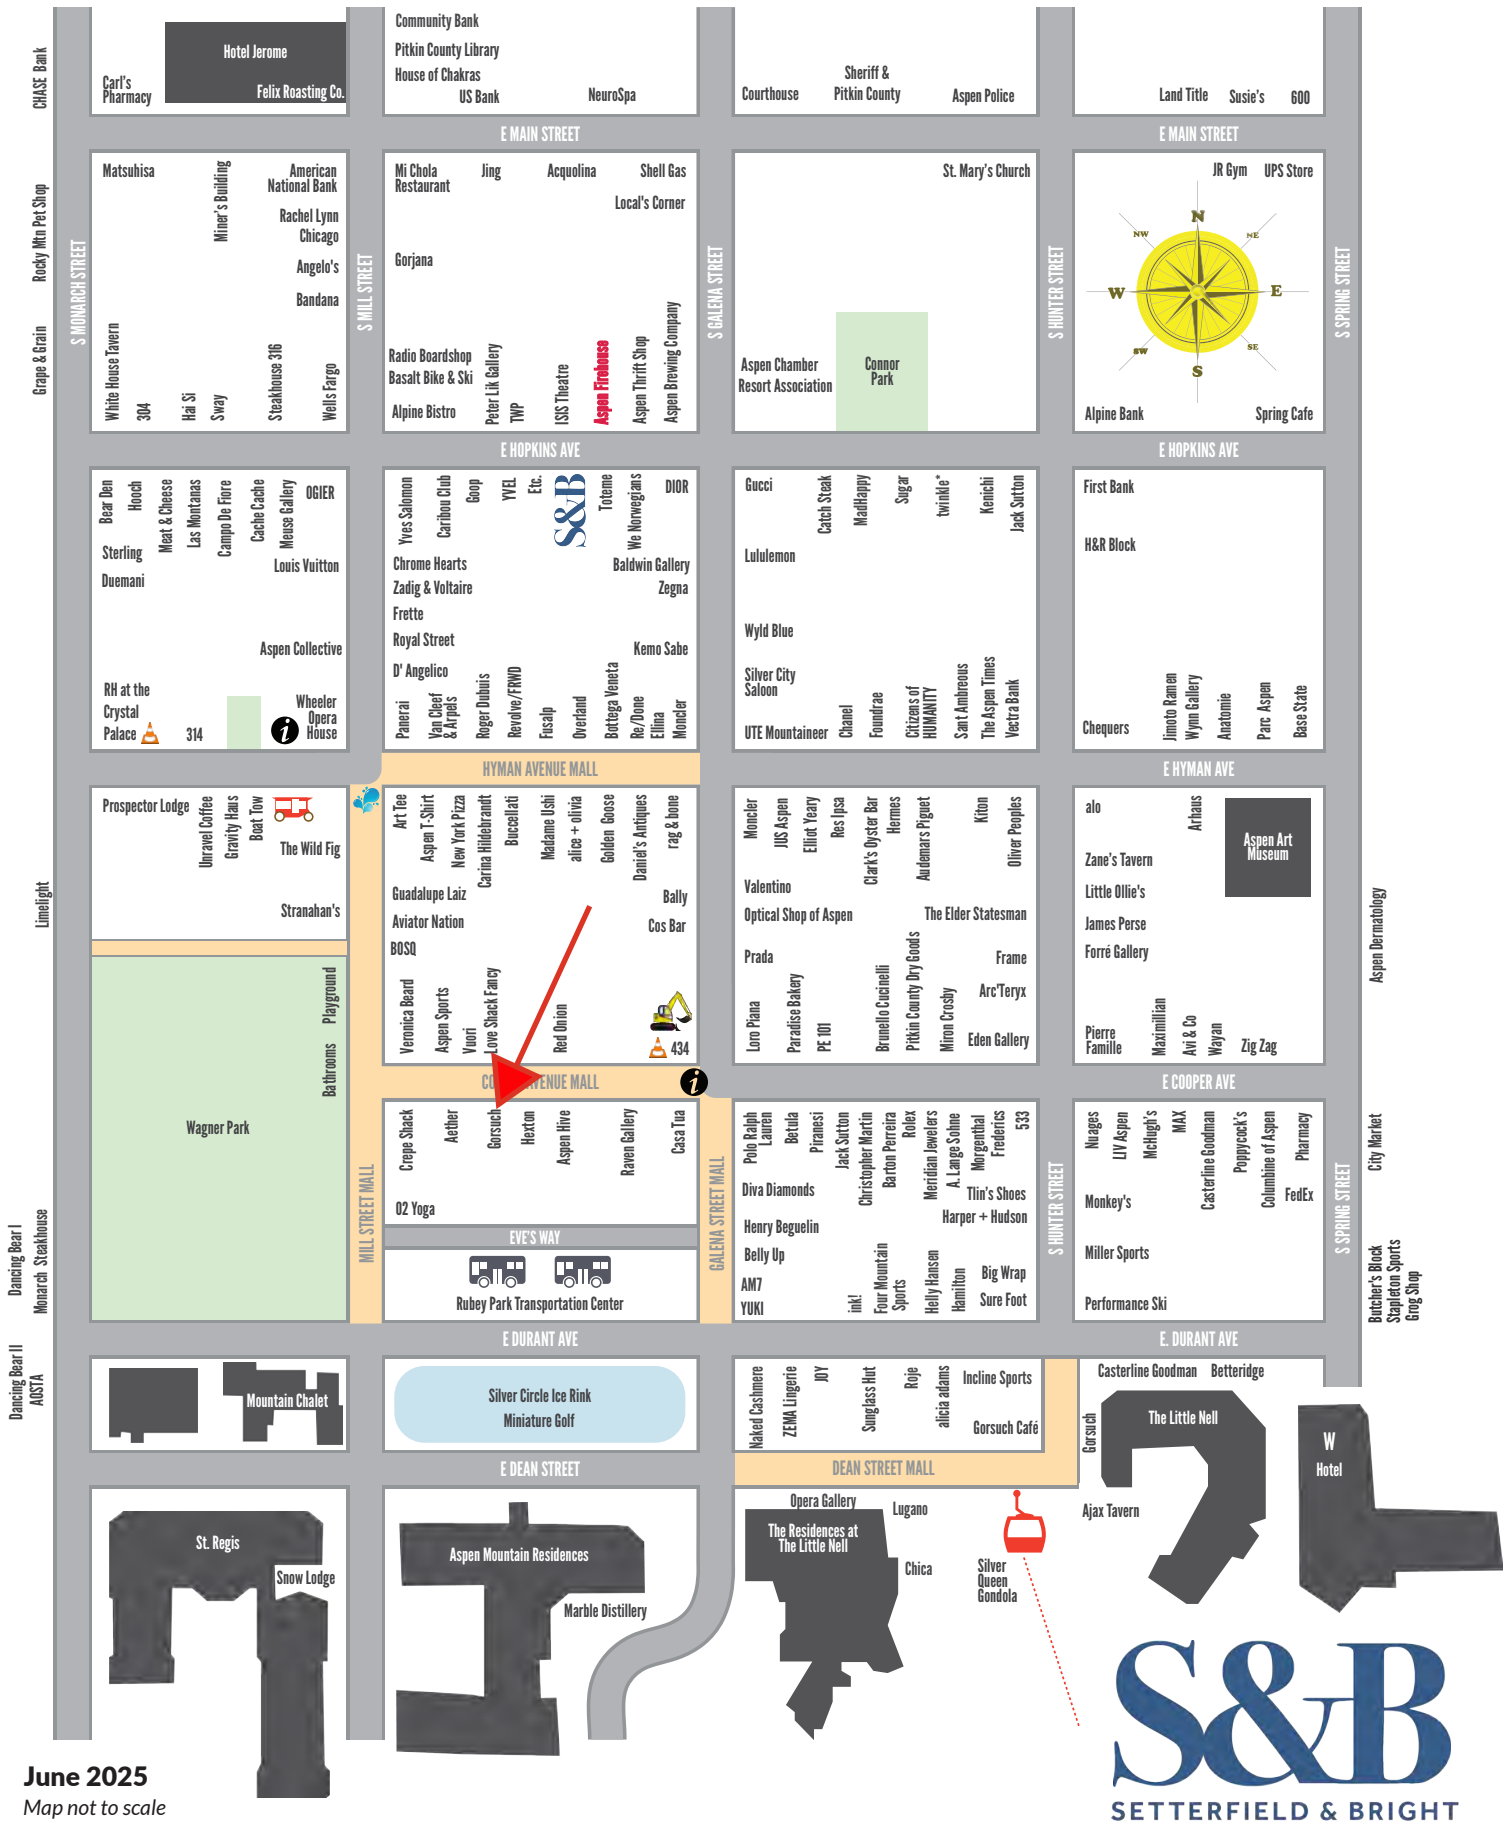 CHASE Bank
Carl's
Pharmacy
Hotel Jerome
Felix Roasting Co.
Community Bank
Pitkin County Library
House of Chakras
US Bank
NeuroSpa
Courthouse
Sheriff &
Pitkin County
Aspen Police
Land Title
Susie's
600
E MAIN STREET
E MAIN STREET
Rocky Mtn Pet Shop
Grape & Grain
S MONARCH STREET
Matsuhisa
Miner's Building
American
National Bank
Rachel Lynn
Chicago
Angelo's
Bandana
White House Tavern
304
Hai Si
Sway
Steakhouse 316
Wells Fargo
S MILL STREET
Mi Chola
Restaurant
Jing
Acquolina
Shell Gas
Local's Corner
Gorjana
Radio Boardshop
Basalt Bike & Ski
Alpine Bistro
Peter Lik Gallery
TWP
ISIS Theatre
Aspen Firehouse
Aspen Thrift Shop
Aspen Brewing Company
S GALENA STREET
St. Mary's Church
Aspen Chamber
Resort Association
Connor
Park
S HUNTER STREET
JR Gym
UPS Store
N
NW
NE
W
E
SW
SE
S
Alpine Bank
Spring Cafe
S SPRING STREET
E HOPKINS AVE
E HOPKINS AVE
Bear Den
Hooch
Meat & Cheese
Las Montanas
Campo De Fiore
Cache Cache
Meuse Gallery
OGIER
Sterling
Duemani
Louis Vuitton
Aspen Collective
RH at the
Crystal
Palace
314
i
Wheeler
Opera
House
Yves Salomon
Caribou Club
Goop
YVEL
Etc.
S&B
Toteme
We Norwegians
DIOR
Chrome Hearts
Zadig & Voltaire
Frette
Royal Street
D' Angelico
Baldwin Gallery
Zegna
Kemo Sabe
Panerai
Van Cleef
& Arpels
Roger Dubuis
Revolve/FRWD
Fusalp
Overland
Bottega Veneta
Re/Done
Ellina
Moncler
Gucci
Catch Steak
MadHappy
Sugar
twinkle*
Kenichi
Jack Sutton
Lululemon
Wyld Blue
Silver City
Saloon
UTE Mountaineer
Chanel
Foundrae
Citizens of
HUMANITY
Sant Ambreous
The Aspen Times
Vectra Bank
First Bank
H&R Block
Chequers
Jimoto Ramen
Wynn Gallery
Anatomie
Parc Aspen
Base State
HYMAN AVENUE MALL
E HYMAN AVE
Limelight
Prospector Lodge
Unravel Coffee
Gravity Haus
Boat Tow
The Wild Fig
Stranahan's
Playground
Bathrooms
Wagner Park
Art Tee
Aspen T-Shirt
New York Pizza
Carina Hildebrandt
Buccellati
Madame Ushi
alice + olivia
Golden Goose
Daniel's Antiques
rag & bone
Guadalupe Laiz
Aviator Nation
BOSQ
Bally
Cos Bar
Veronica Beard
Aspen Sports
Vuori
Love Shack Fancy
Red Onion
434
Moncler
JUS Aspen
Elliot Yeary
Res Ipsa
Clark's Oyster Bar
Hermes
Audemars Piguet
Kiton
Oliver Peoples
Valentino
Optical Shop of Aspen
The Elder Statesman
Prada
Frame
Arc'Teryx
Eden Gallery
Loro Piana
Paradise Bakery
PE 101
Brunello Cucinelli
Pitkin County Dry Goods
Miron Crosby
alo
Arhaus
Aspen Art
Museum
Zane's Tavern
Little Ollie's
James Perse
Forré Gallery
Pierre
Famille
Maximillian
Avi & Co
Wayan
Zig Zag
Aspen Dermatology
CO AVENUE MALL
i
E COOPER AVE
Dancing Bear I
Monarch Steakhouse
MILL STREET MALL
Crepe Shack
Aether
Gorsuch
Hexton
Aspen Hive
Raven Gallery
Casa Tua
O2 Yoga
EVE'S WAY
Rubey Park Transportation Center
GALENA STREET MALL
Polo Ralph
Lauren
Betula
Piranesi
Jack Sutton
Christopher Martin
Barton Perreira
Rolex
Meridian Jewelers
A. Lange Sohne
Morgenthal
Frederics
533
Diva Diamonds
Tlin's Shoes
Harper + Hudson
Henry Beguelin
Belly Up
AM7
YUKI
ink!
Four Mountain
Sports
Helly Hansen
Hamilton
Big Wrap
Sure Foot
S HUNTER STREET
Nuages
LIV Aspen
McHugh's
MAX
Casterline Goodman
Poppycock's
Columbine of Aspen
Pharmacy
FedEx
Monkey's
Miller Sports
Performance Ski
S SPRING STREET
City Market
Butcher's Block
Stapleton Sports
Grog Shop
E DURANT AVE
E. DURANT AVE
Dancing Bear II
AOSTA
Mountain Chalet
Silver Circle Ice Rink
Miniature Golf
Naked Cashmere
ZEMA Lingerie
JOY
Sunglass Hut
Roje
alicia adams
Incline Sports
Gorsuch Café
Casterline Goodman
Betteridge
Gorsuch
The Little Nell
W
Hotel
E DEAN STREET
DEAN STREET MALL
St. Regis
Snow Lodge
Aspen Mountain Residences
Marble Distillery
Opera Gallery
Lugano
The Residences at
The Little Nell
Chica
Silver
Queen
Gondola
Ajax Tavern
June 2025
Map not to scale
S&B
SETTERFIELD & BRIGHT